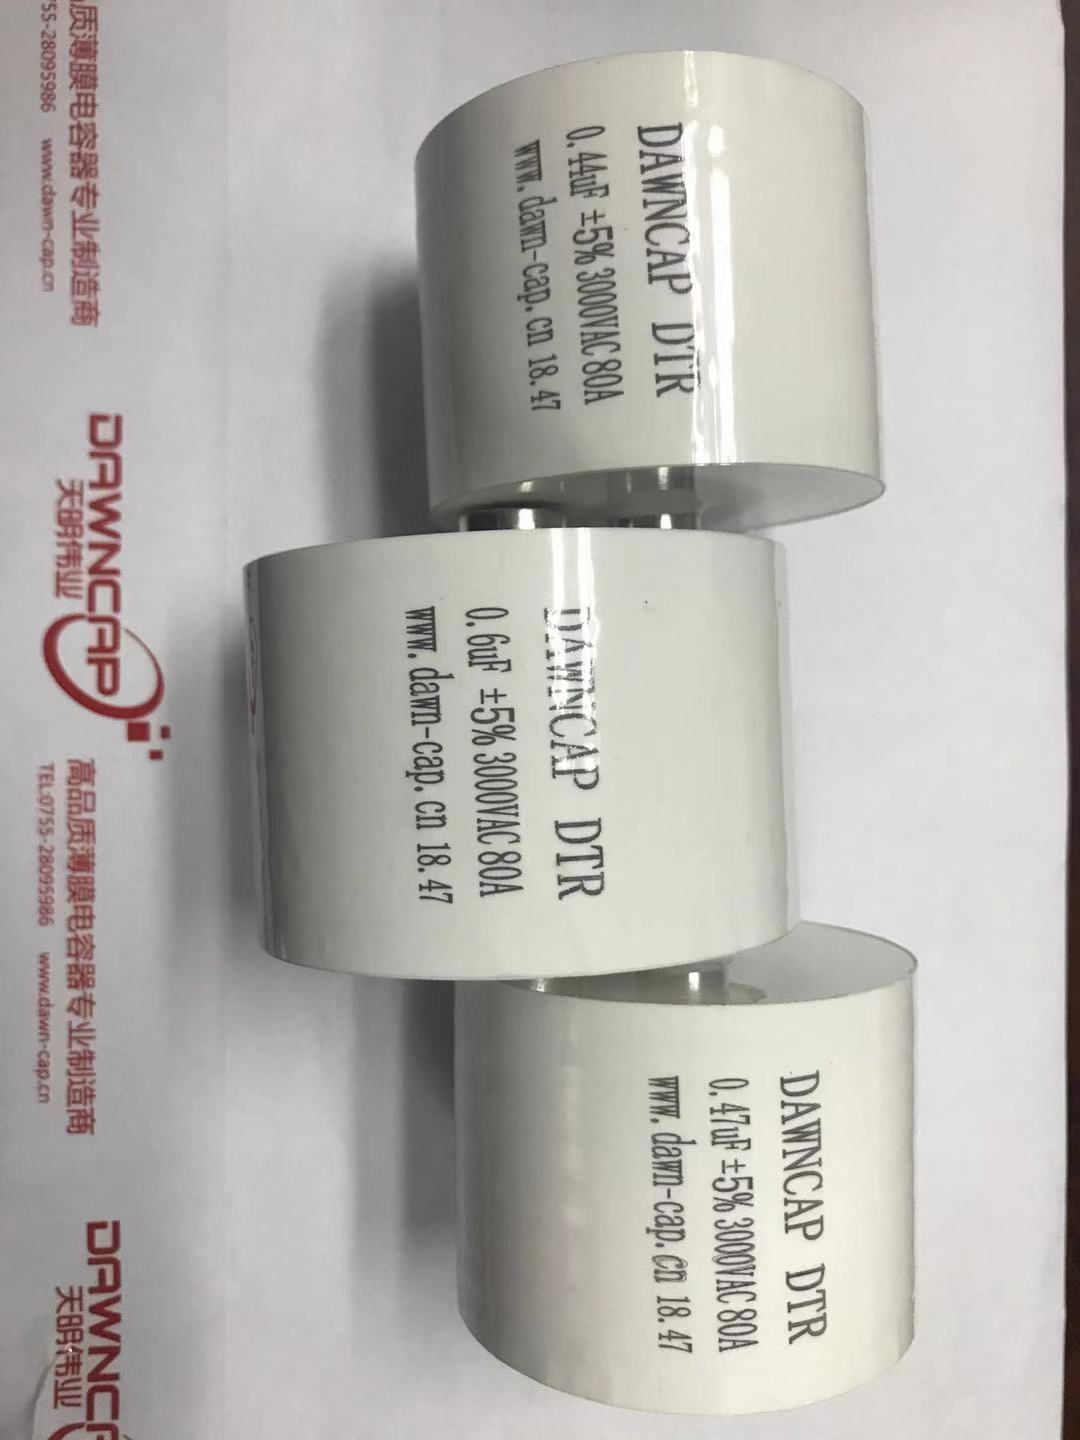 DAWNCAP DTR
0.44uF ±5% 3000VAC 80A
www.dawn-cap.cn 18.47
DAWNCAP DTR
0.6uF ±5% 3000VAC 80A
www.dawn-cap.cn 18.47
DAWNCAP DTR
0.47uF ±5% 3000VAC 80A
www.dawn-cap.cn 18.47
品质薄膜电容器专业制造商
755-28095986 www.dawn-cap.cn
DAWNCAP
天明伟业
高品质薄膜电容器专业制造商
TEL:0755-28095986 www.dawn-cap.cn
DAWNCAP
天明伟业